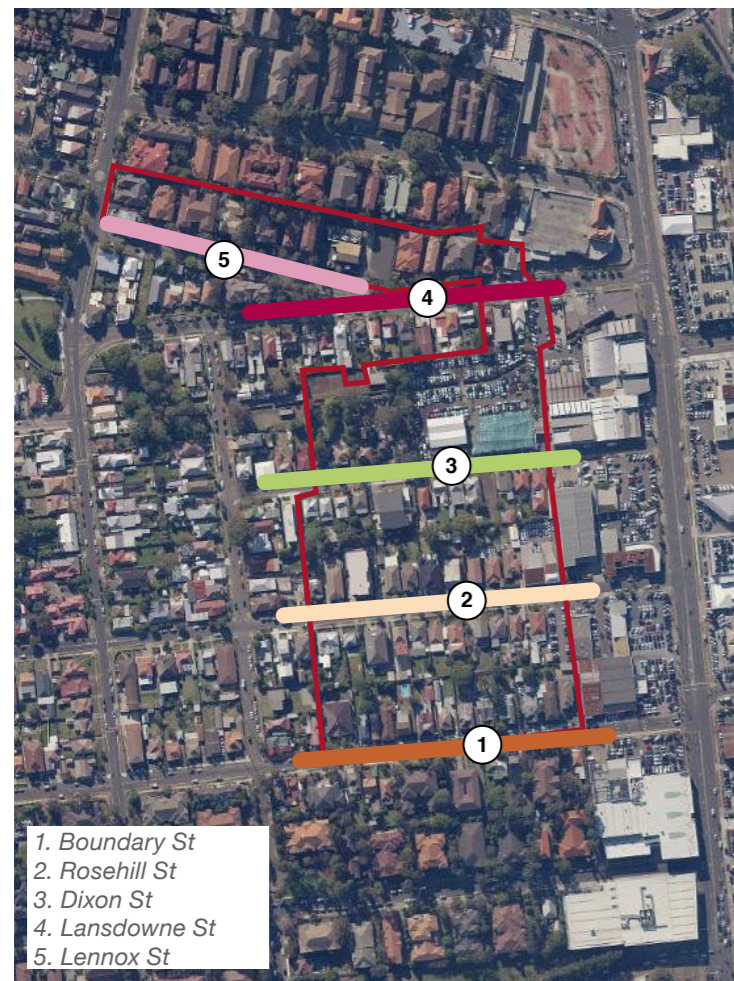 5
4
3
2
1
1. Boundary St
2. Rosehill St
3. Dixon St
4. Lansdowne St
5. Lennox St